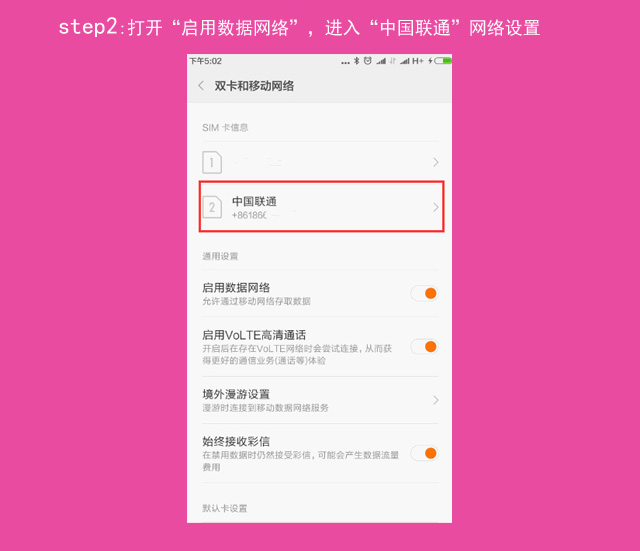 step2:打开“启用数据网络”，进入“中国联通”网络设置
下午5:02
H+
双卡和移动网络
SIM 卡信息
1
2
中国联通
+86186
通用设置
启用数据网络
允许通过移动网络存取数据
启用VoLTE高清通话
开启后在存在VoLTE网络时会尝试连接，从而获
得更好的通信业务(通话等)体验
境外漫游设置
漫游时连接到移动数据网络服务
始终接收彩信
在禁用数据时仍然接受彩信，可能会产生数据流量
费用
默认卡设置